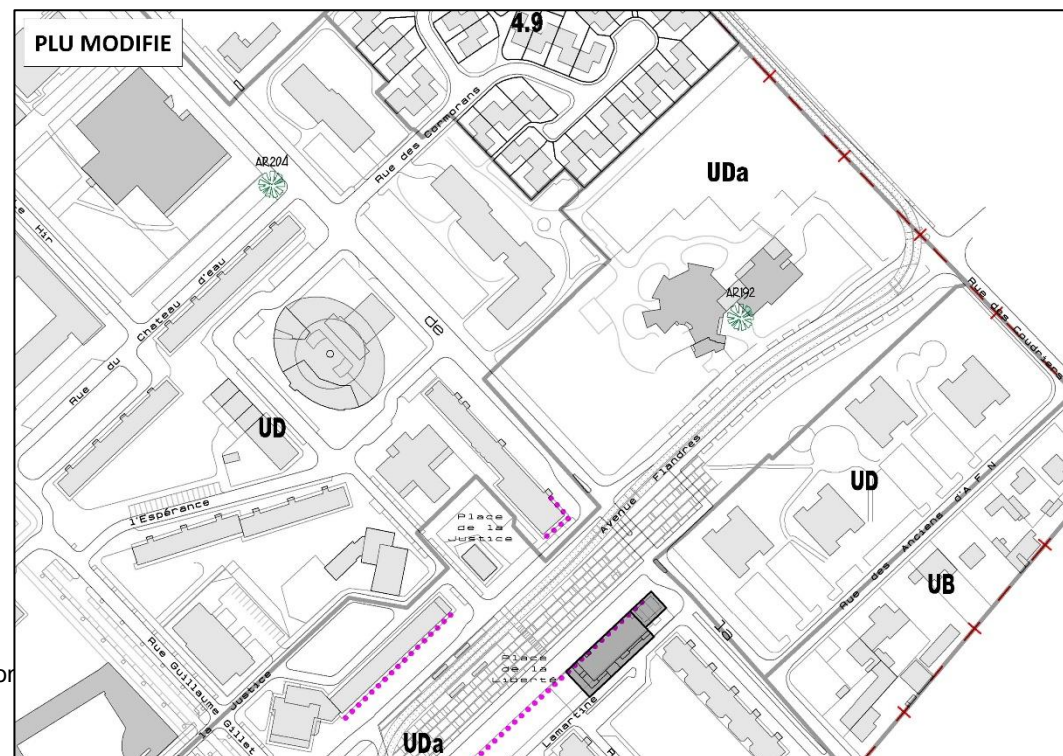 PLU MODIFIE
4.9
Rue des Cormorans
UDa
AR204
AR192
Hir
Rue du Chateau d'eau
de
Rue des Coudriers
UD
Avenue Flandres
UD
l'Espérance
Place
de la
Justice
Rue des Anciens d'A F N
UB
la
Place
de la
Liberté
Rue Guillaume Gillet
Justice
Lamartine
UDa